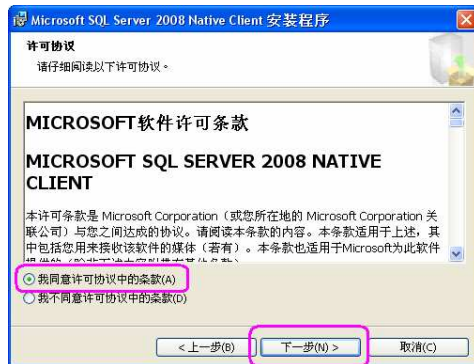 Microsoft SQL Server 2008 Native Client 安装程序
许可协议
请仔细阅读以下许可协议。
MICROSOFT软件许可条款
MICROSOFT SQL SERVER 2008 NATIVE
CLIENT
本许可条款是 Microsoft Corporation（或您所在地的 Microsoft Corporation 关
联公司）与您之间达成的协议。请阅读本条款的内容。本条款适用于上述，其
中包括您用来接收该软件的媒体（若有）。本条款也适用于Microsoft为此软件
我同意许可协议中的条款(A)
我不同意许可协议中的条款(D)
< 上一步(B)
下一步(N) >
取消(C)